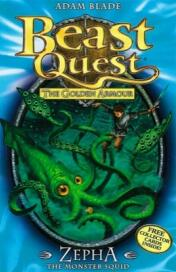 ADAM BLADE
Beast
Quest
THE GOLDEN ARMOUR
FREE
COLLECTOR
CARDS
INSIDE!
ZEPHA
THE MONSTER SQUID